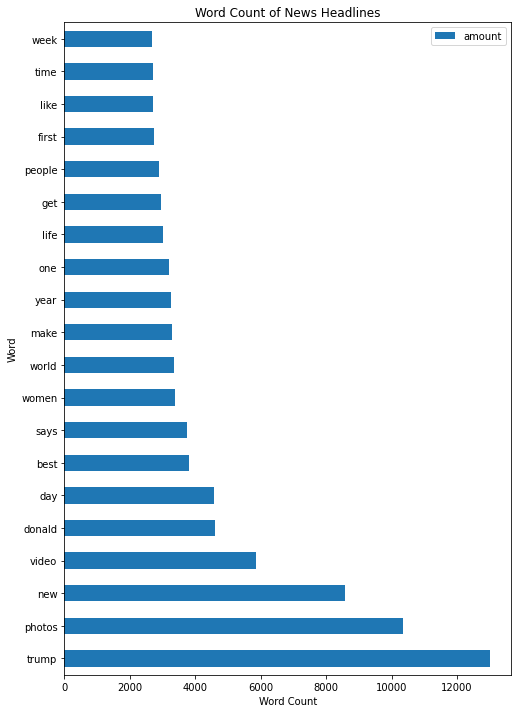 Word Count of News Headlines
amount
week
time
like
first
people
get
life
one
year
make
world
women
says
best
day
donald
video
new
photos
trump
Word
0 2000 4000 6000 8000 10000 12000
Word Count